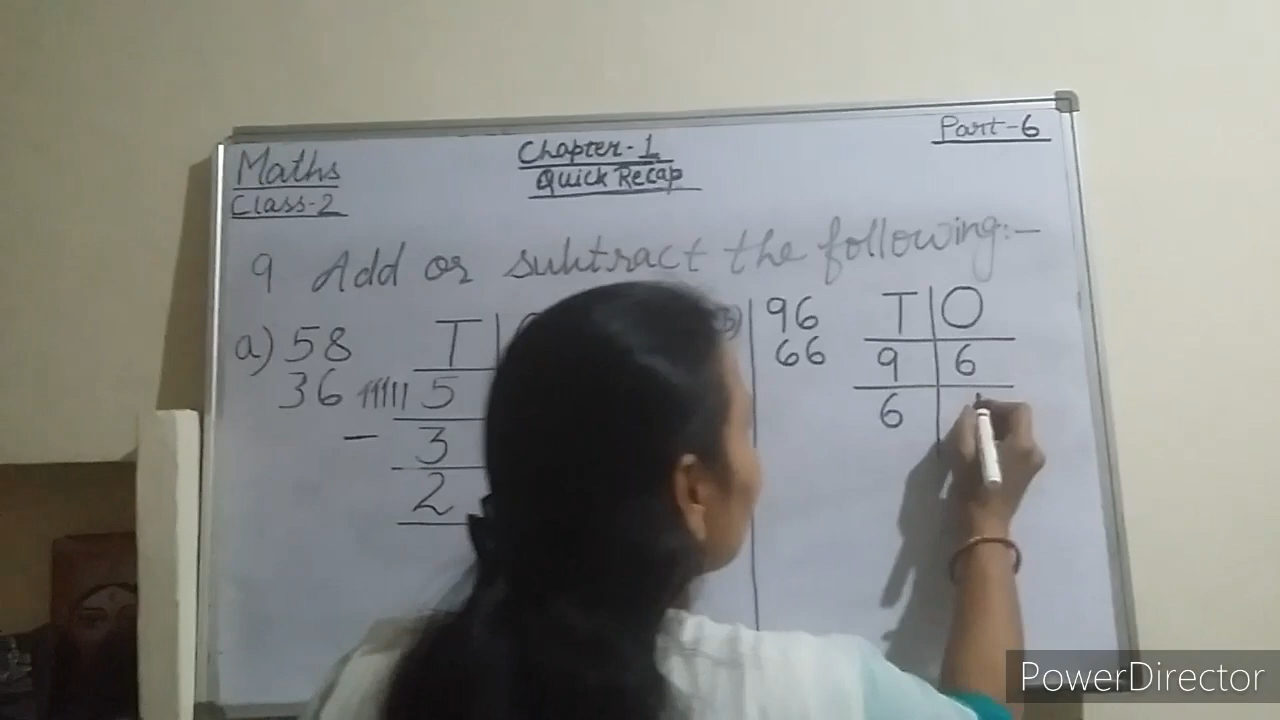 Maths
Class-2
Chapter-1
Quick Recap
Part-6
9 Add or subtract the following:-
a) 58
36
T
5
- 3
2
b) 96
66
T O
9 6
6
PowerDirector